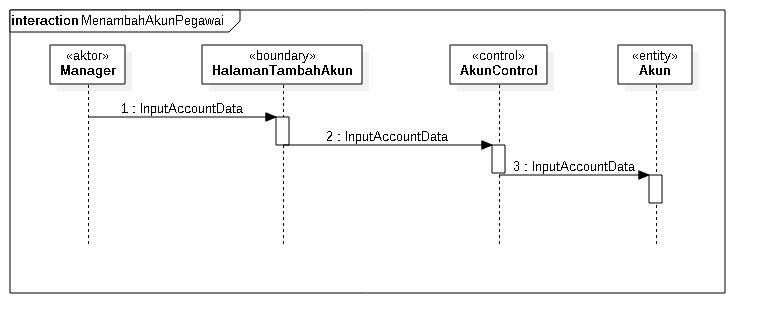 interaction MenambahAkunPegawai
«aktor»
Manager
«boundary»
HalamanTambahAkun
«control»
AkunControl
«entity»
Akun
1 : InputAccountData
2 : InputAccountData
3 : InputAccountData